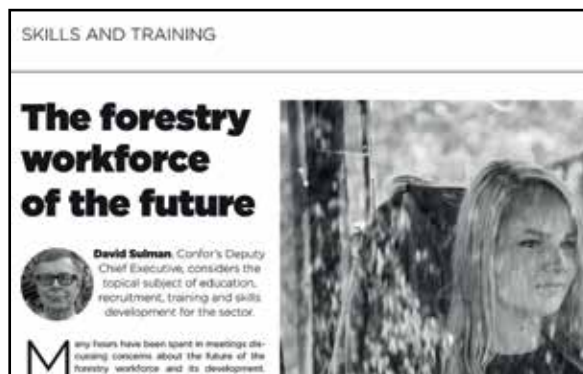 SKILLS AND TRAINING
The forestry
workforce
of the future
David Sulman, Confor's Deputy
Chief Executive, considers the
topical subject of education,
recruitment, training and skills
development for the sector.
Many hours have been spent in meetings dis-
cussing concerns about the future of the
forestry workforce and its development.